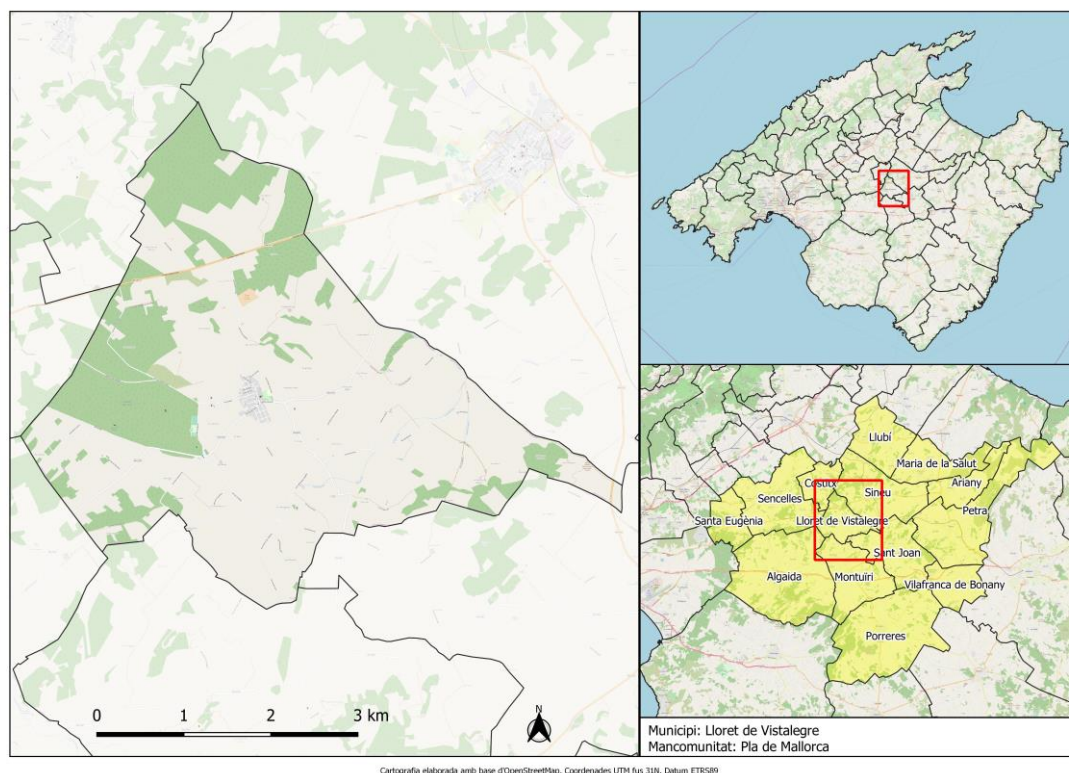 Llubí
Maria de la Salut
Costitx
Ariany
Sencelles
Sineu
Petra
Santa Eugènia
Lloret de Vistalegre
Sant Joan
Algaida
Montuïri
Vilafranca de Bonany
Porreres
0 1 2 3 km
N
Municipi: Lloret de Vistalegre
Mancomunitat: Pla de Mallorca
Cartografia elaborada amb base d'OpenStreetMap. Coordenades UTM fus 31N. Datum ETRS89